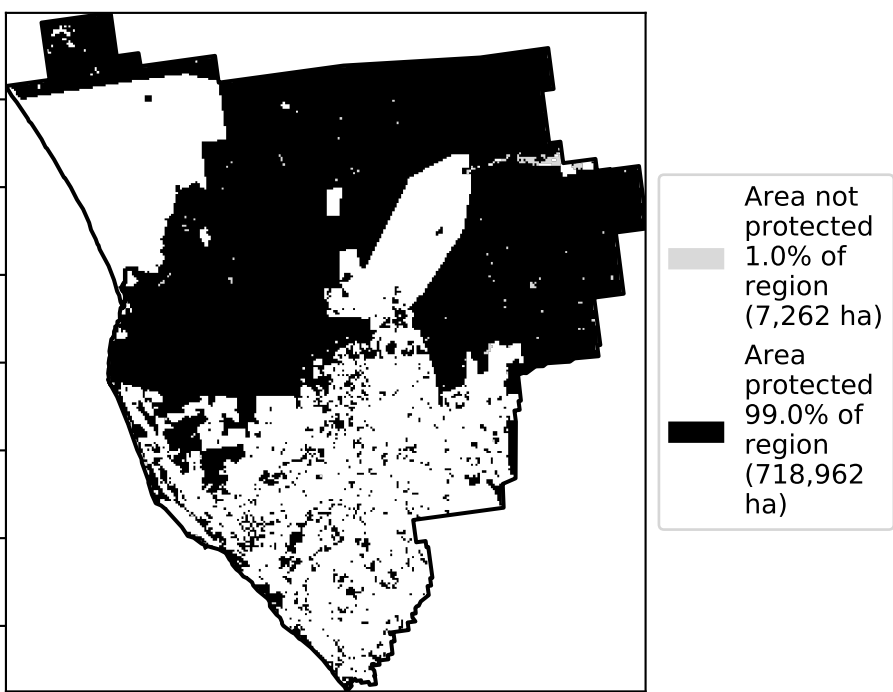 Area not
protected
1.0% of
region
(7,262 ha)
Area
protected
99.0% of
region
(718,962
ha)